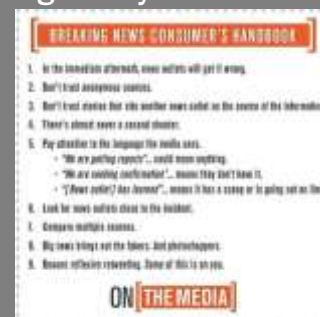 BREAKING NEWS CONSUMER'S HANDBOOK
1. In the immediate aftermath, news outlets will get it wrong.
2. Don't trust anonymous sources.
3. Don't trust stories that cite another news outlet as the source of the information.
4. There's almost never a second shooter.
5. Pay attention to the language the media uses.
• "We are getting reports"... could mean anything.
• "We are seeking confirmation"... means they don't have it.
• "[News outlet] has learned"... means it has a scoop or is going out on
6. Look for news outlets close to the incident.
7. Compare multiple sources.
8. Big news brings out the fakers. And photoshoppers.
9. Beware reflexive retweeting. Some of this is on you.
ON THE MEDIA